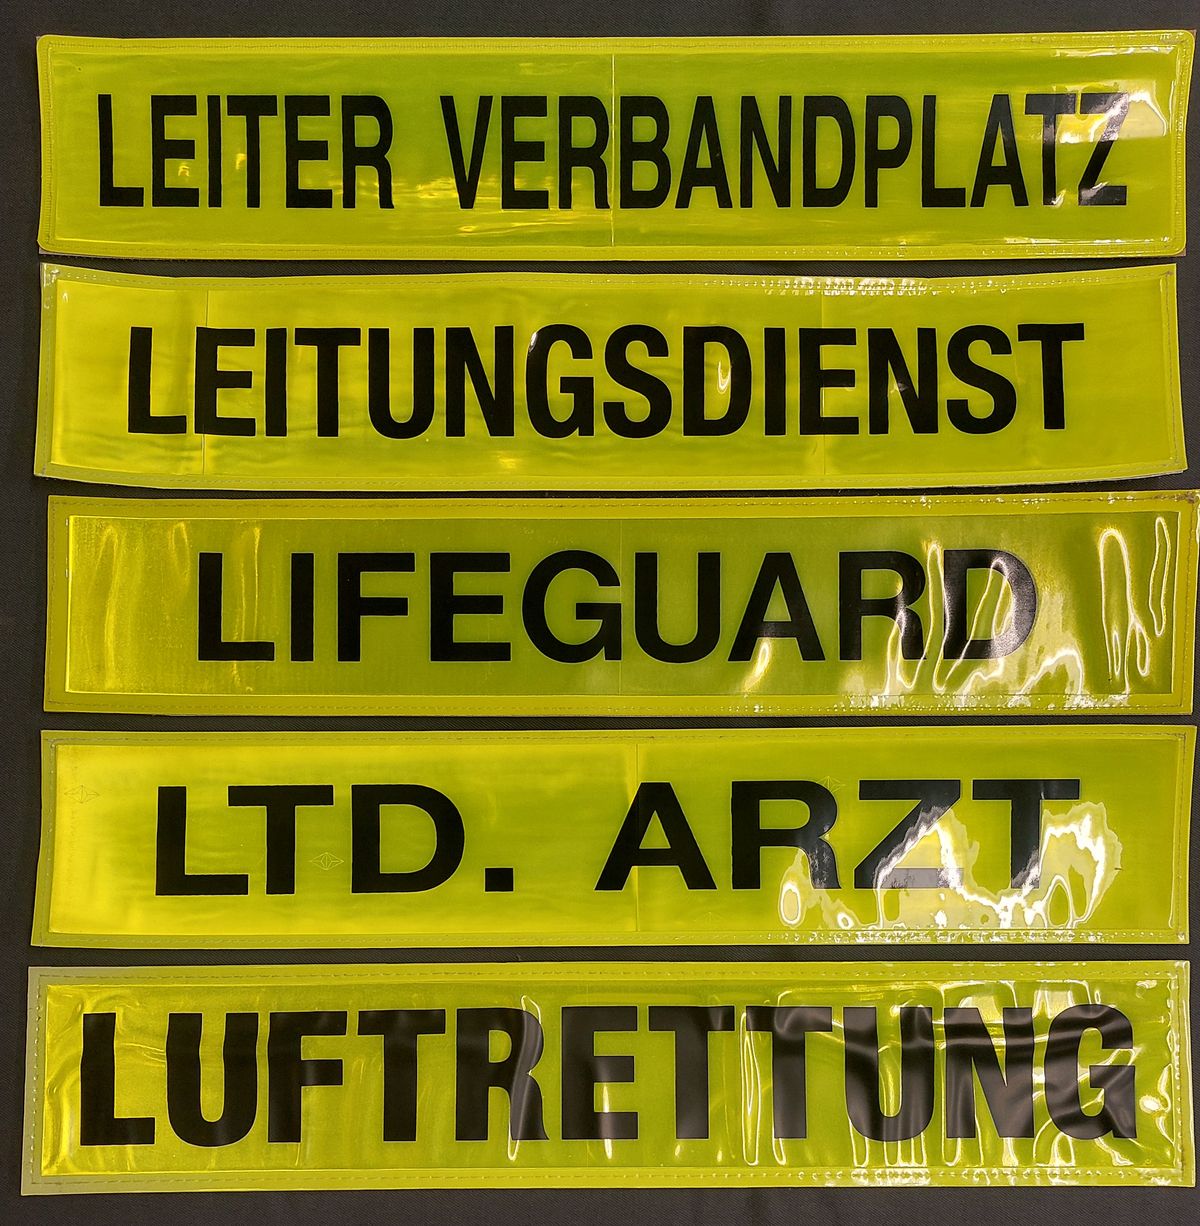 LEITER VERBANDPLATZ
LEITUNGSDIENST
LIFEGUARD
LTD. ARZT
LUFTRETTUNG